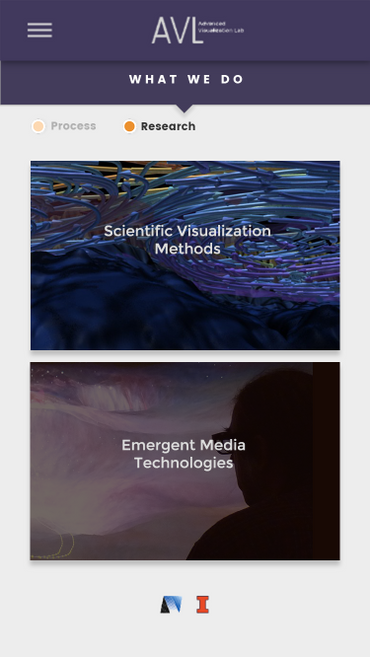 AVL Advanced
Visualization Lab
WHAT WE DO
Process
Research
Scientific Visualization
Methods
Emergent Media
Technologies
I